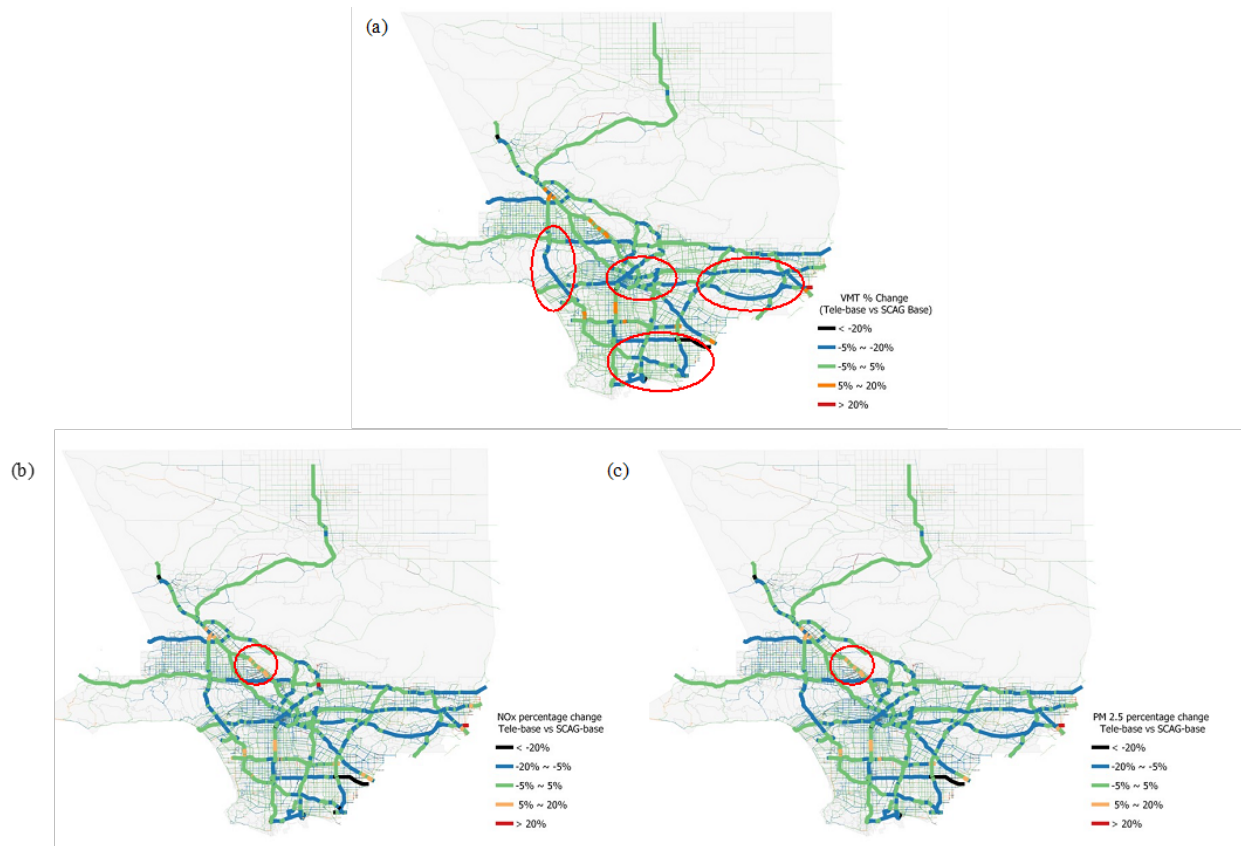 (a)
VMT % Change
(Tele-base vs SCAG Base)
< -20%
-5% ~ -20%
-5% ~ 5%
5% ~ 20%
> 20%
(b)
NOx percentage change
Tele-base vs SCAG-base
< -20%
-20% ~ -5%
-5% ~ 5%
5% ~ 20%
> 20%
(c)
PM 2.5 percentage change
Tele-base vs SCAG-base
< -20%
-20% ~ -5%
-5% ~ 5%
5% ~ 20%
> 20%